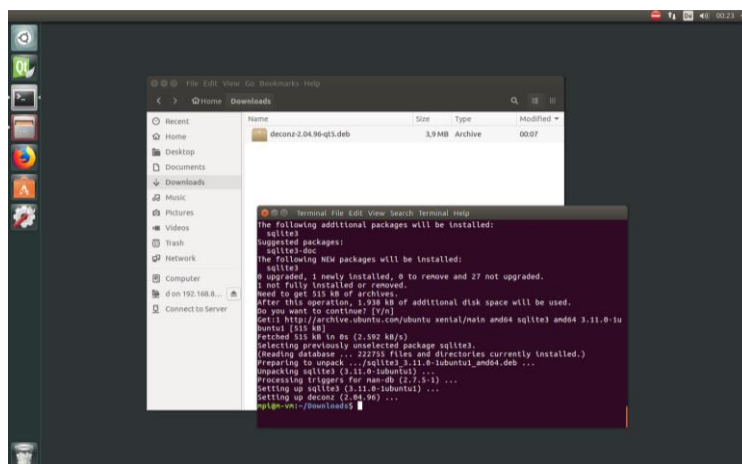 De 00:23
File Edit View Go Bookmarks Help
Home Downloads
Recent
Home
Desktop
Documents
Downloads
Music
Pictures
Videos
Trash
Network
Computer
d on 192.168.8...
Connect to Server
Name Size Type Modified
deconz-2.04.96-qt5.deb 3,9 MB Archive 00:07
Terminal File Edit View Search Terminal Help
The following additional packages will be installed:
sqlite3
Suggested packages:
sqlite3-doc
The following NEW packages will be installed:
sqlite3
0 upgraded, 1 newly installed, 0 to remove and 27 not upgraded.
1 not fully installed or removed.
Need to get 515 kB of archives.
After this operation, 1.938 kB of additional disk space will be used.
Do you want to continue? [Y/n]
Get:1 http://archive.ubuntu.com/ubuntu xenial/main amd64 sqlite3 amd64 3.11.0-1u
buntu1 [515 kB]
Fetched 515 kB in 0s (2.592 kB/s)
Selecting previously unselected package sqlite3.
(Reading database ... 222755 files and directories currently installed.)
Preparing to unpack .../sqlite3_3.11.0-1ubuntu1_amd64.deb ...
Unpacking sqlite3 (3.11.0-1ubuntu1) ...
Processing triggers for man-db (2.7.5-1) ...
Setting up sqlite3 (3.11.0-1ubuntu1) ...
Setting up deconz (2.04.96) ...
mpi@m-vm:~/Downloads$